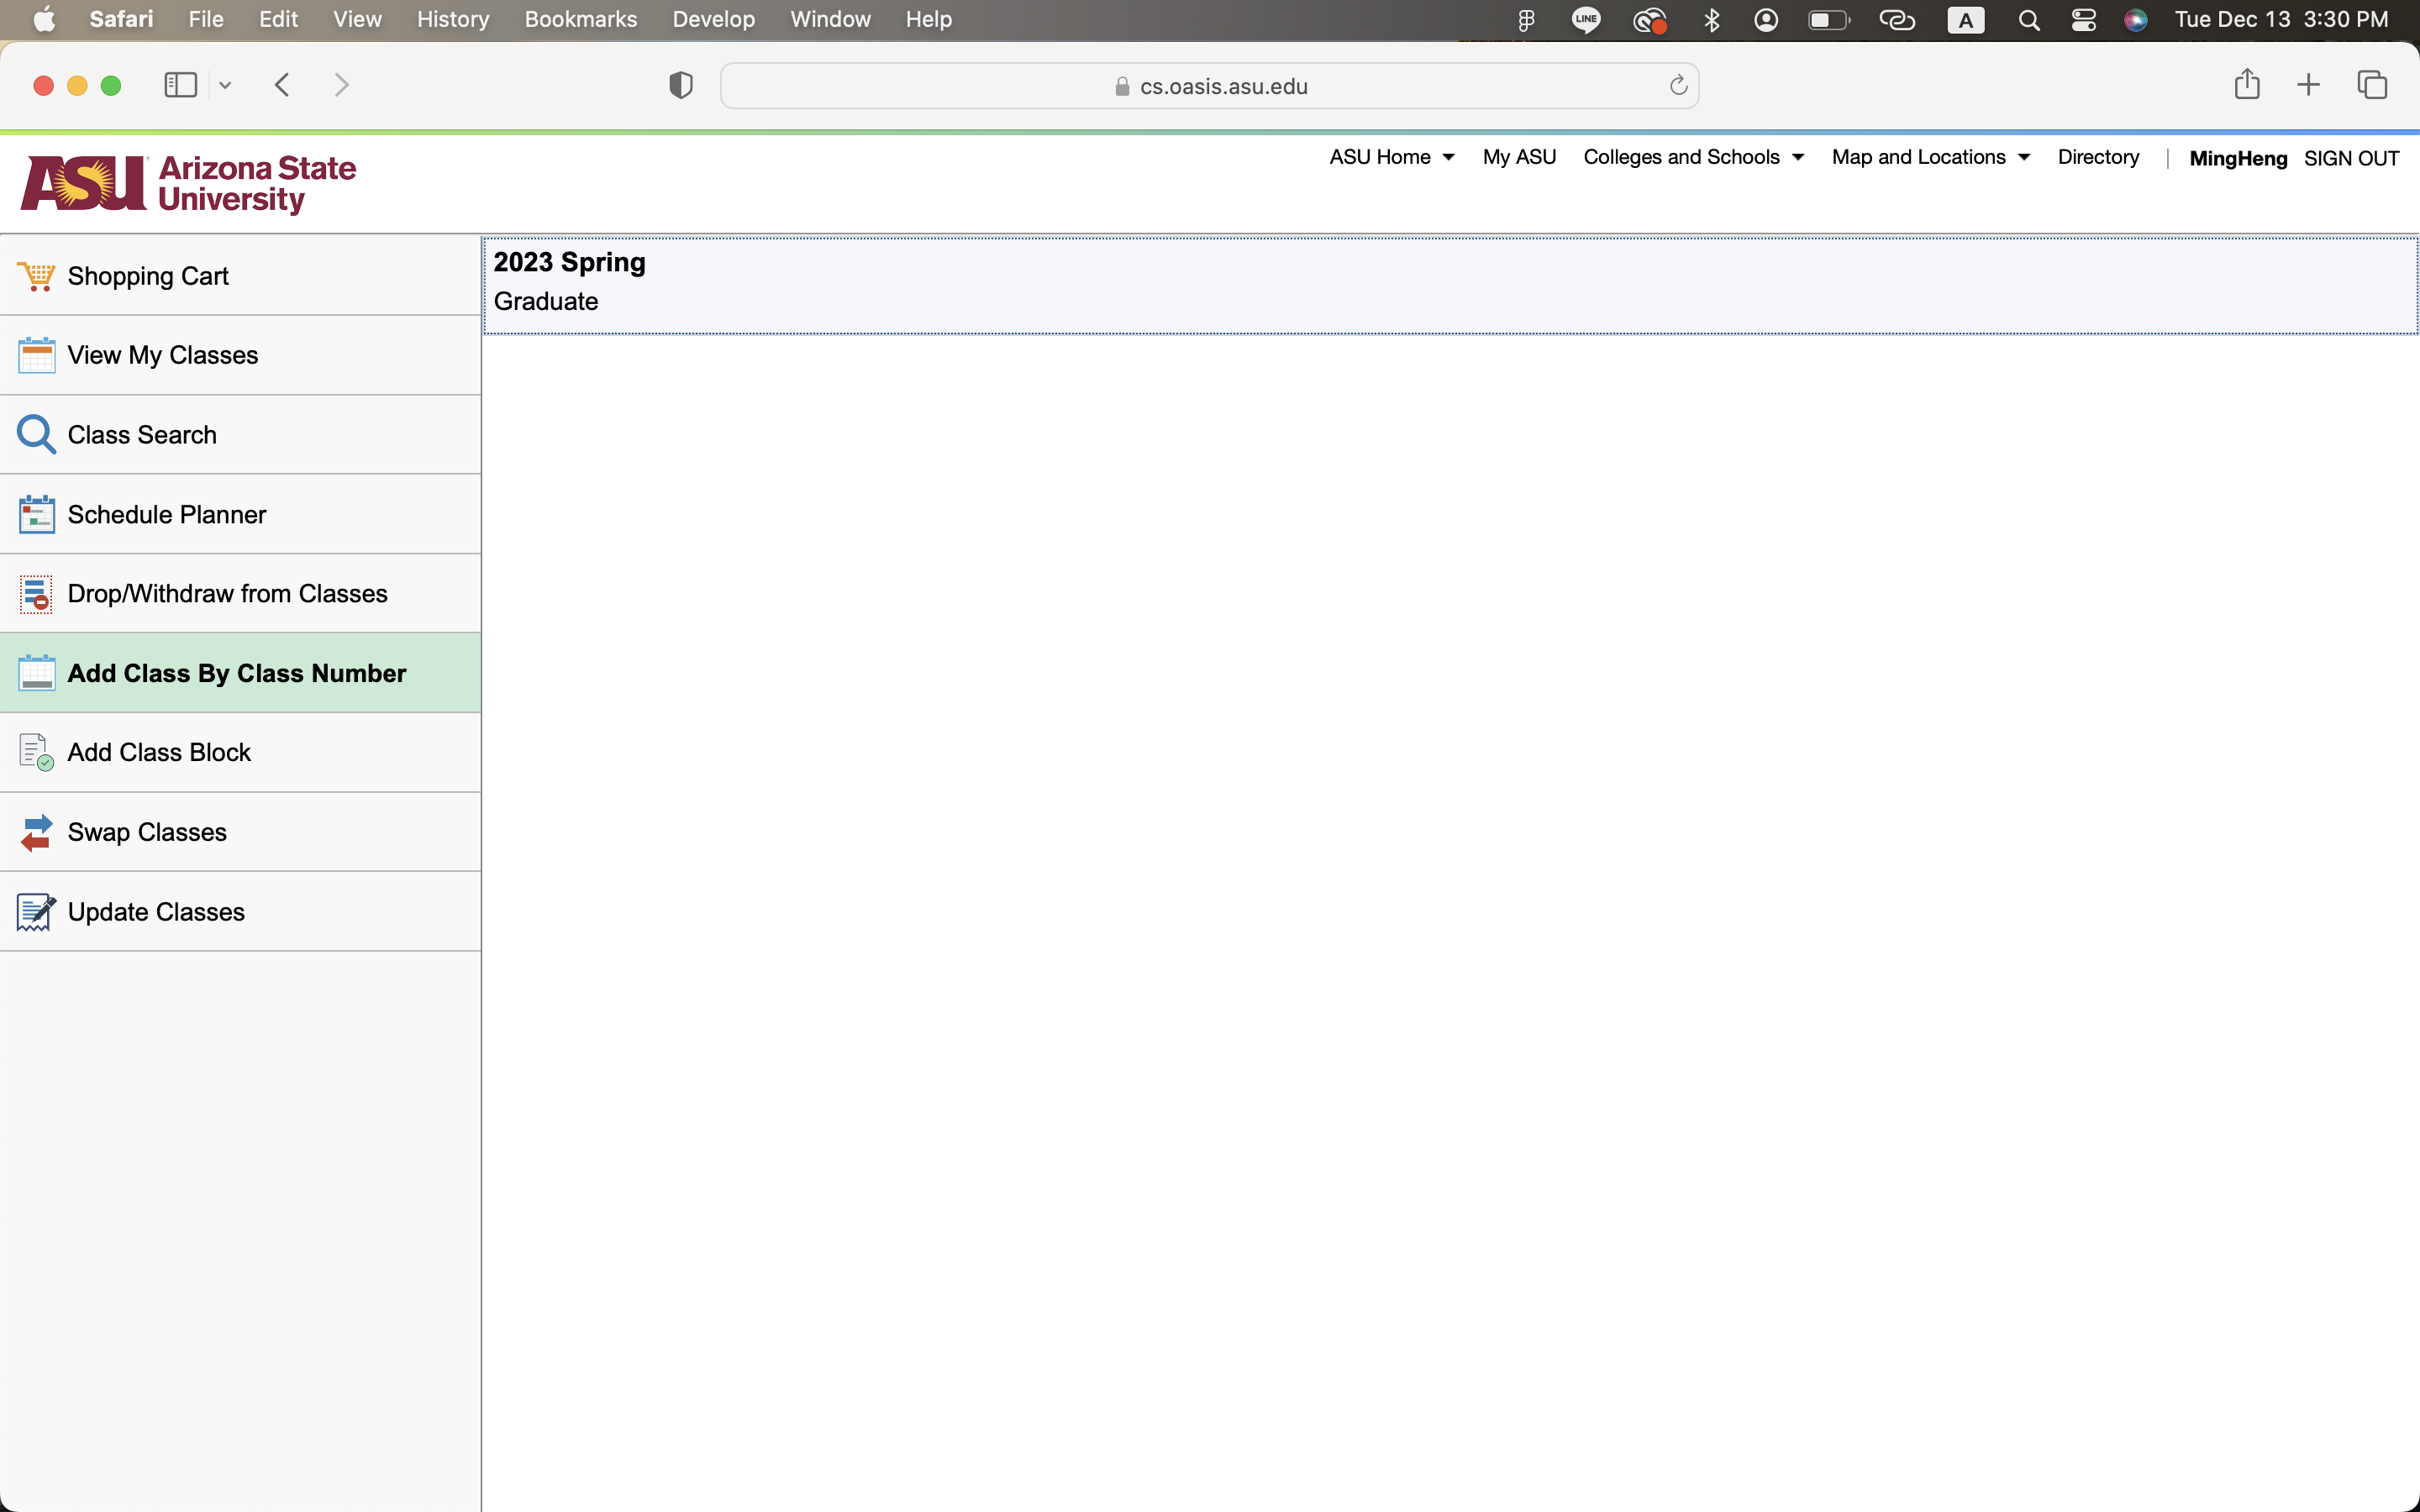 Safari File Edit View History Bookmarks Develop Window Help LINE A Tue Dec 13 3:30 PM
cs.oasis.asu.edu
ASU Arizona State University
ASU Home My ASU Colleges and Schools Map and Locations Directory | MingHeng SIGN OUT
Shopping Cart
View My Classes
Class Search
Schedule Planner
Drop/Withdraw from Classes
Add Class By Class Number
Add Class Block
Swap Classes
Update Classes
2023 Spring
Graduate